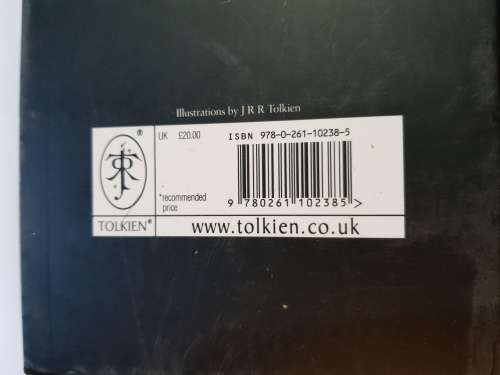 Illustrations by J R R Tolkien
®
UK £20.00
ISBN 978-0-261-10238-5
*recommended
price
9 780261 102385 >
TOLKIEN®
www.tolkien.co.uk